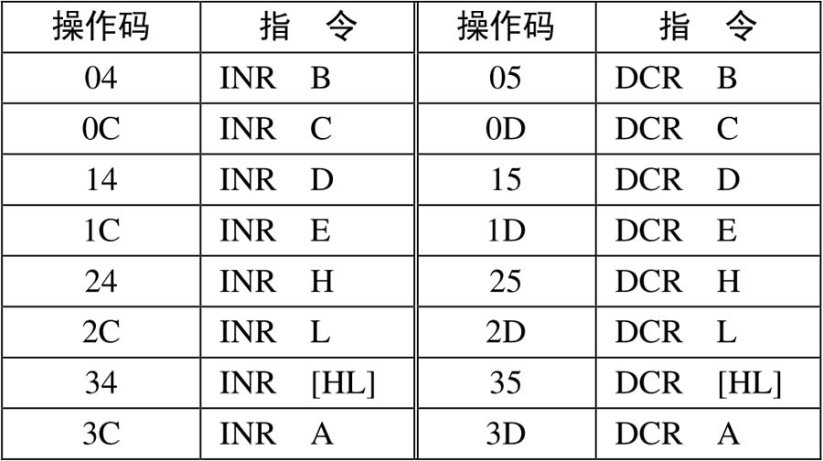 操作码 指 令 操作码 指 令
04 INR B 05 DCR B
0C INR C 0D DCR C
14 INR D 15 DCR D
1C INR E 1D DCR E
24 INR H 25 DCR H
2C INR L 2D DCR L
34 INR [HL] 35 DCR [HL]
3C INR A 3D DCR A